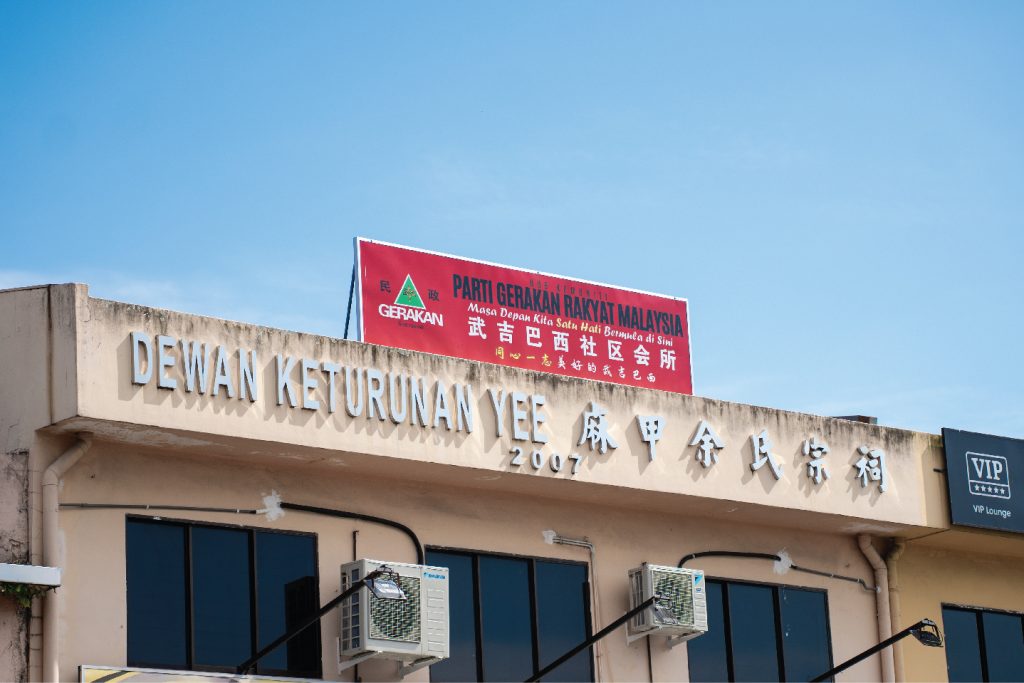 民 政
GERAKAN
PARTI GERAKAN RAKYAT MALAYSIA
Masa Depan Kita Satu Hati Bermula di Sini
武吉巴西社区会所
同心一志美好的武吉巴西
DEWAN KETURUNAN YEE 麻甲余氏宗祠
2007
VIP
VIP Lounge
DAIKIN